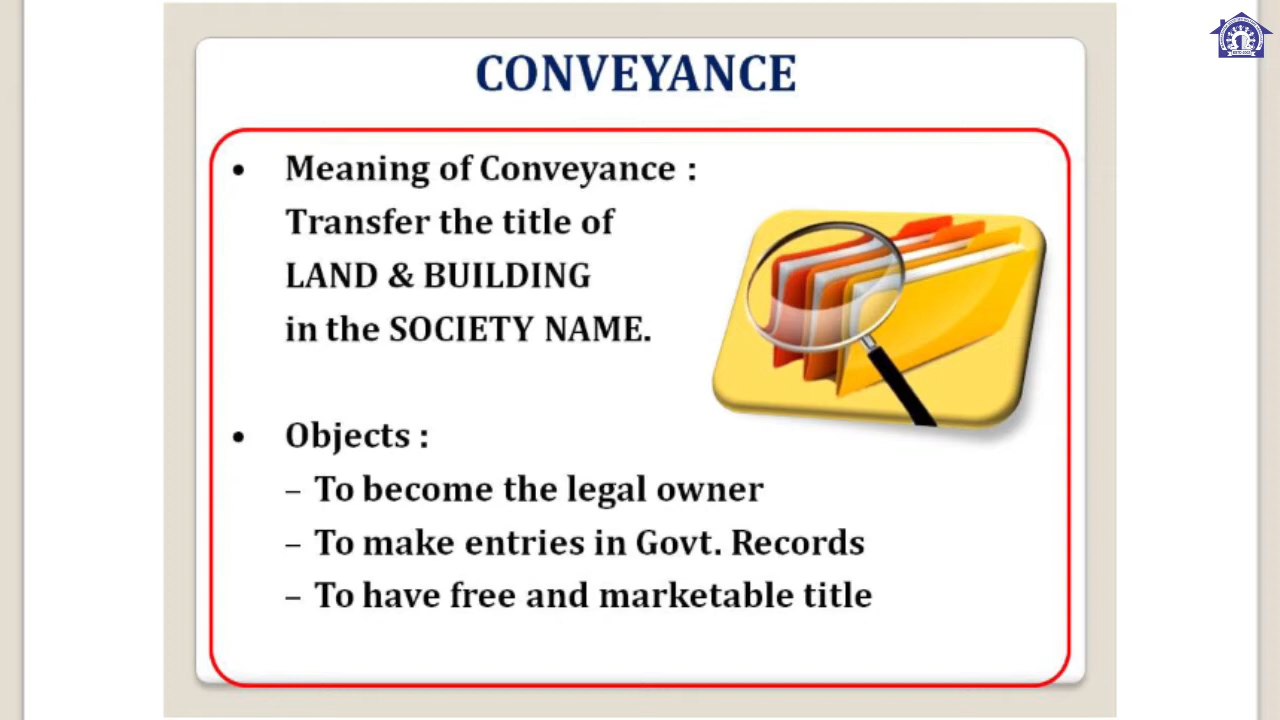 CONVEYANCE
• Meaning of Conveyance :
Transfer the title of
LAND & BUILDING
in the SOCIETY NAME.
• Objects :
– To become the legal owner
– To make entries in Govt. Records
– To have free and marketable title